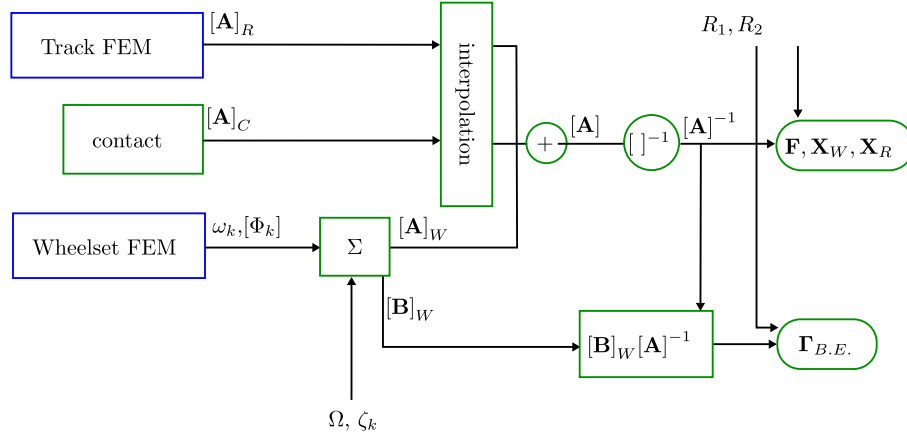 Track FEM
[A]_R
interpolation
R_1, R_2
contact
[A]_C
+
[A]
[ ]^{-1}
[A]^{-1}
F, X_W, X_R
Wheelset FEM
ω_k,[Φ_k]
Σ
[A]_W
[B]_W
[B]_W[A]^{-1}
Γ_{B.E.}
Ω, ζ_k